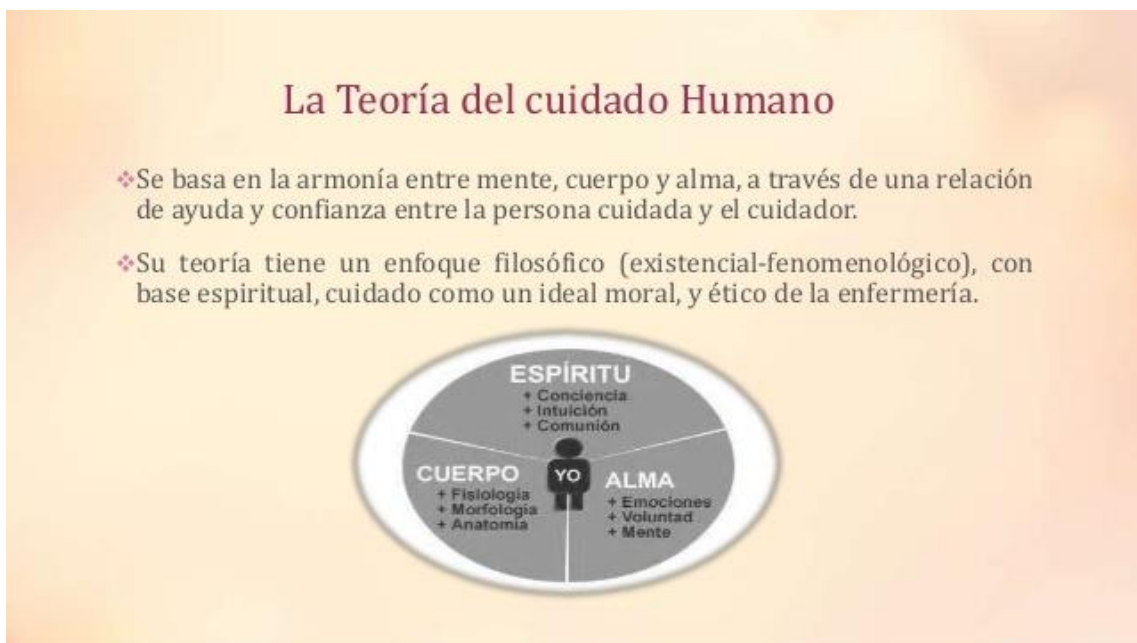 La Teoría del cuidado Humano
❖Se basa en la armonía entre mente, cuerpo y alma, a través de una relación
de ayuda y confianza entre la persona cuidada y el cuidador.
❖Su teoría tiene un enfoque filosófico (existencial-fenomenológico), con
base espiritual, cuidado como un ideal moral, y ético de la enfermería.
ESPÍRITU
+ Conciencia
+ Intuición
+ Comunión
CUERPO
+ Fisiología
+ Morfología
+ Anatomía
YO
ALMA
+ Emociones
+ Voluntad
+ Mente